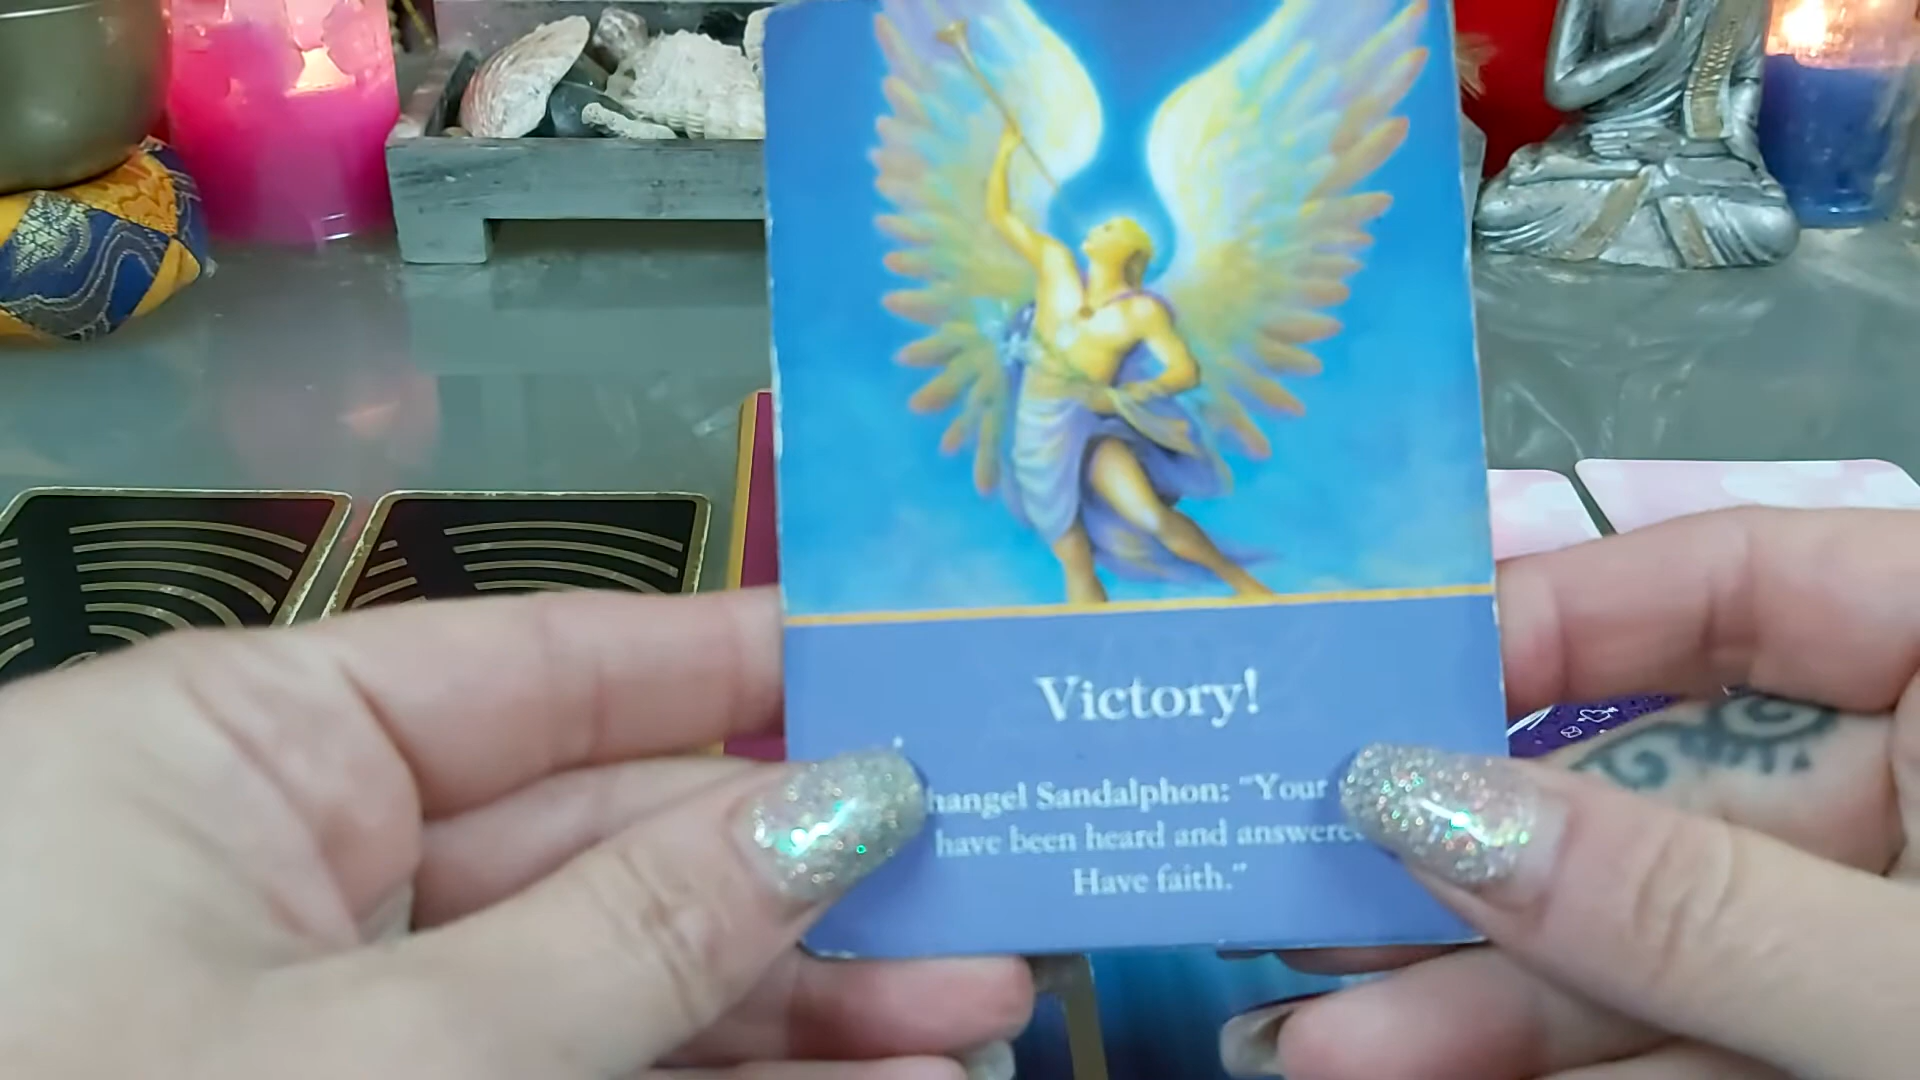 Victory!
hangel Sandalphon: "Your
have been heard and answere
Have faith."